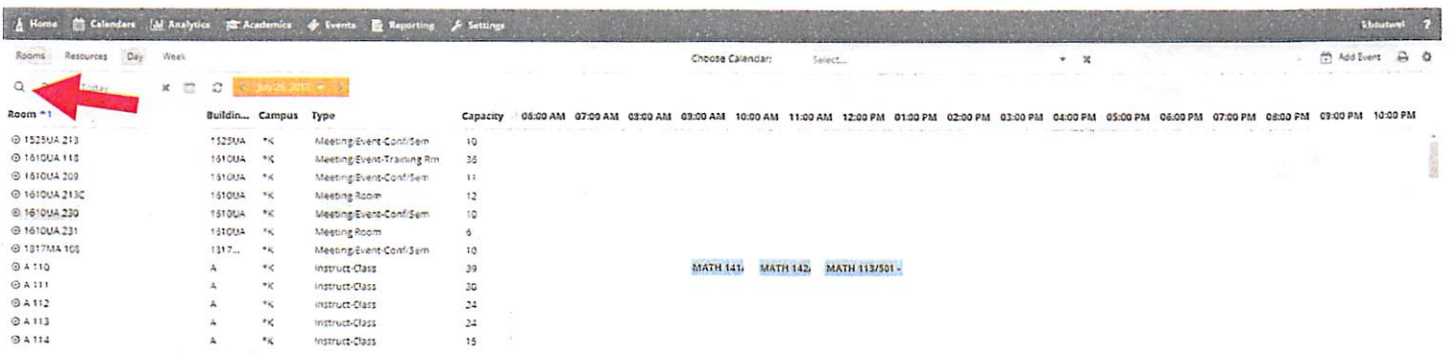 Home Calendars Analytics Academics Events Reporting Settings kboutwel ?
Rooms Resources Day Week Choose Calendar: Select... Add Event
Today
Room 1 Buildin... Campus Type Capacity 06:00 AM 07:00 AM 08:00 AM 09:00 AM 10:00 AM 11:00 AM 12:00 PM 01:00 PM 02:00 PM 03:00 PM 04:00 PM 05:00 PM 06:00 PM 07:00 PM 08:00 PM 09:00 PM 10:00 PM
1525UA 213 1525UA *K Meeting/Event-Conf/Sem 10
1610UA 118 1610UA *K Meeting/Event-Training Rm 36
1610UA 209 1610UA *K Meeting/Event-Conf/Sem 11
1610UA 213C 1610UA *K Meeting Room 12
1610UA 230 1610UA *K Meeting/Event-Conf/Sem 10
1610UA 231 1610UA *K Meeting Room 6
1817MA 108 1817... *K Meeting/Event-Conf/Sem 10
A 110 A *K Instruct-Class 39 MATH 141/ MATH 142/ MATH 113/501 -
A 111 A *K Instruct-Class 30
A 112 A *K Instruct-Class 24
A 113 A *K Instruct-Class 24
A 114 A *K Instruct-Class 15